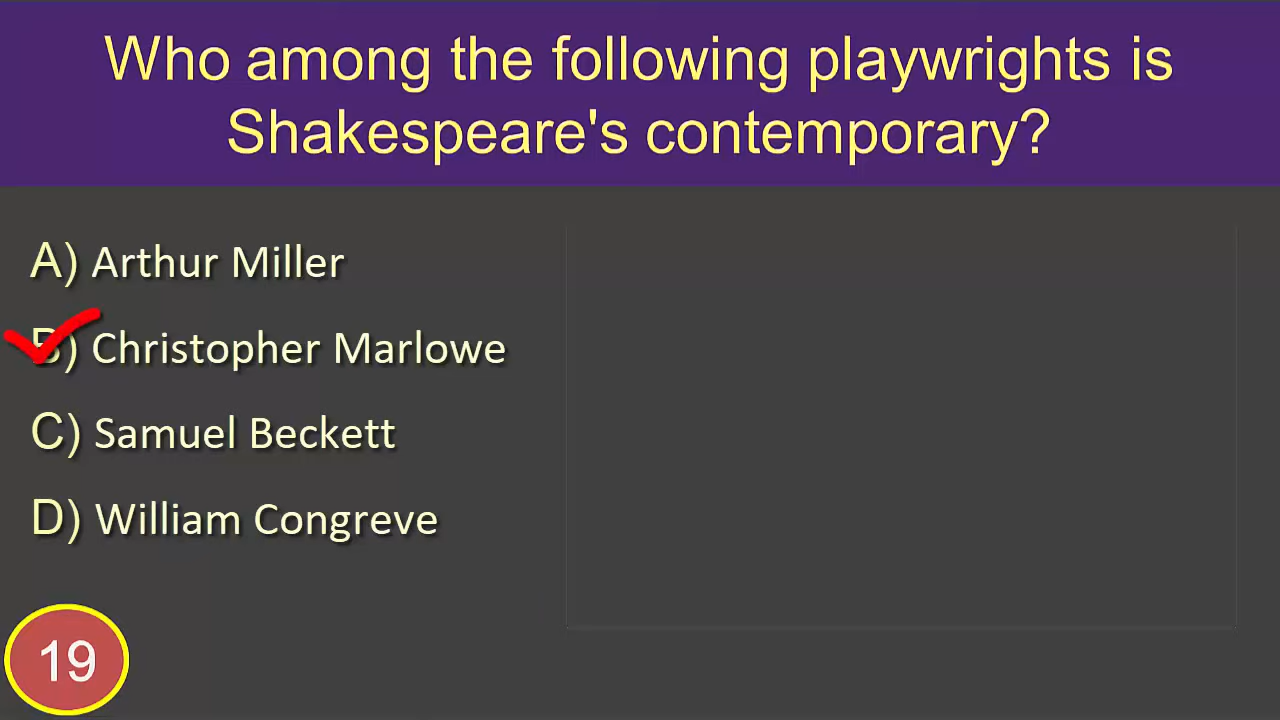 Who among the following playwrights is
Shakespeare's contemporary?
A) Arthur Miller
B) Christopher Marlowe
C) Samuel Beckett
D) William Congreve
19